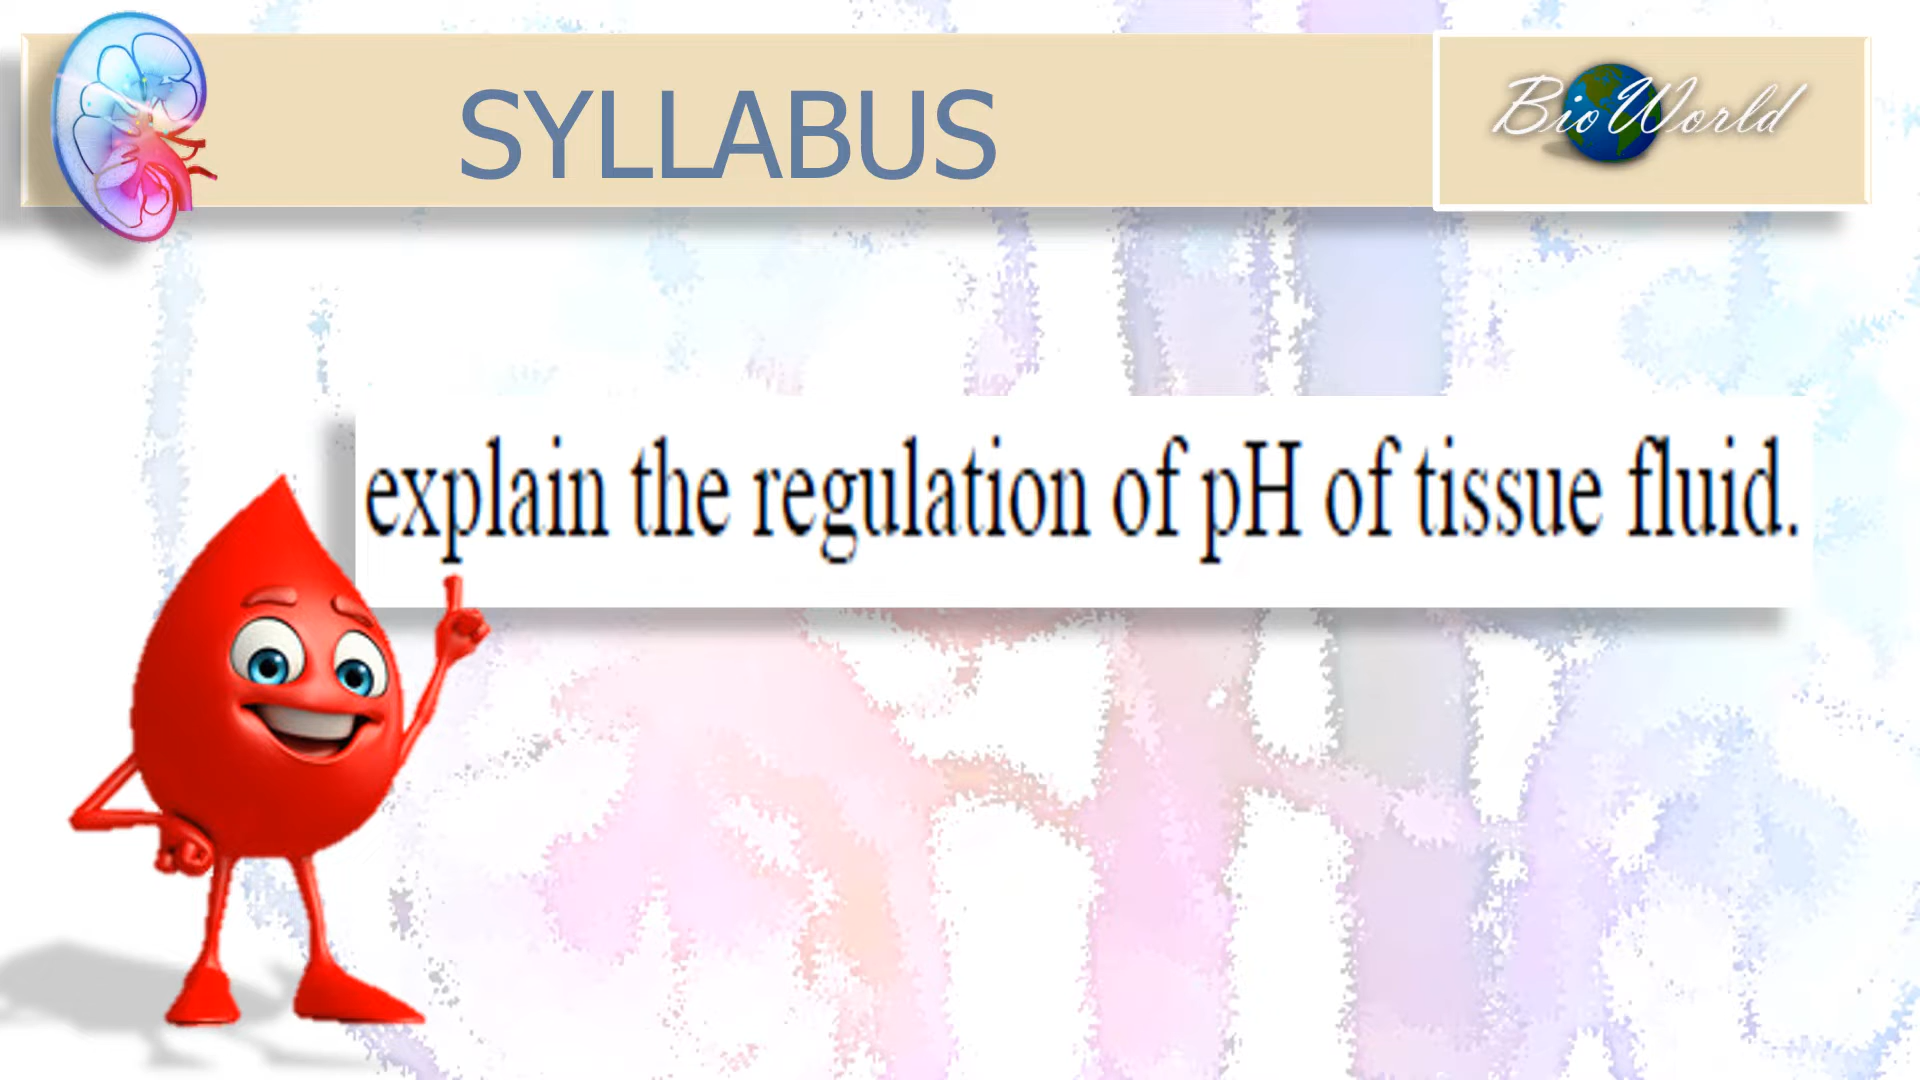 SYLLABUS
BioWorld
explain the regulation of pH of tissue fluid.